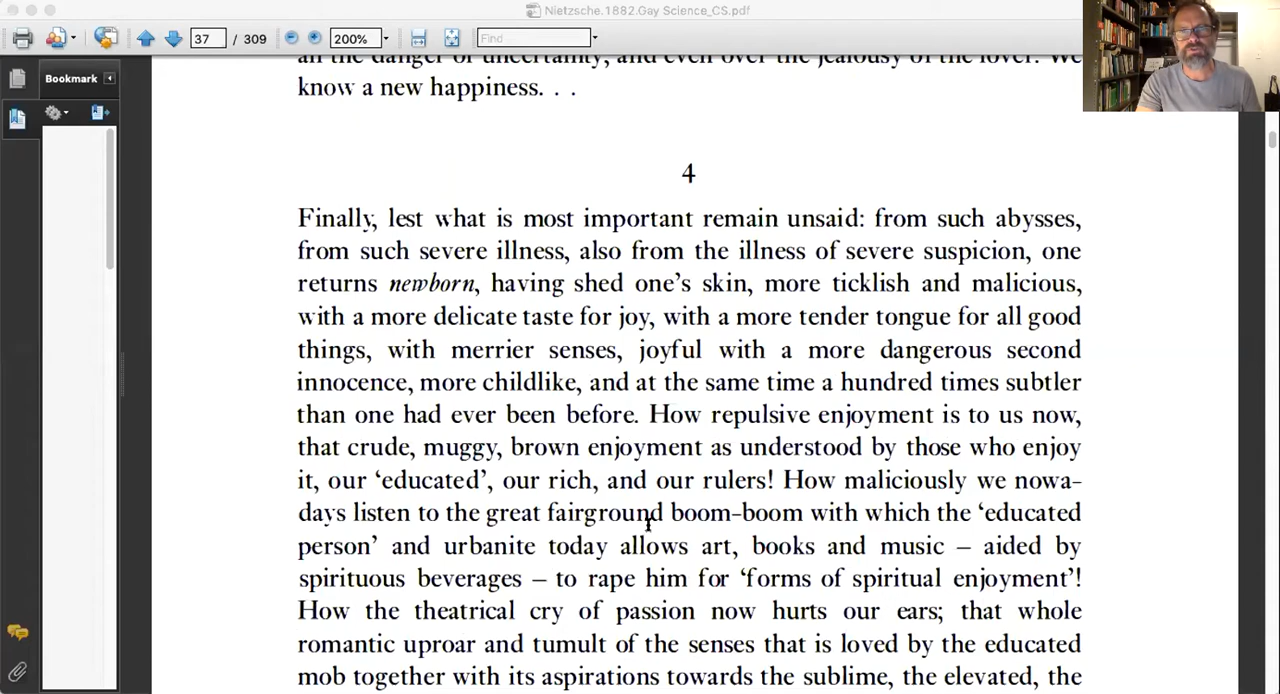 Nietzsche.1882.Gay Science_CS.pdf
37 / 309 200% Find
Bookmark
all the danger of uncertainty, and even over the jealousy of the lover. We
know a new happiness. . .
4
Finally, lest what is most important remain unsaid: from such abysses,
from such severe illness, also from the illness of severe suspicion, one
returns newborn, having shed one's skin, more ticklish and malicious,
with a more delicate taste for joy, with a more tender tongue for all good
things, with merrier senses, joyful with a more dangerous second
innocence, more childlike, and at the same time a hundred times subtler
than one had ever been before. How repulsive enjoyment is to us now,
that crude, muggy, brown enjoyment as understood by those who enjoy
it, our ‘educated’, our rich, and our rulers! How maliciously we nowa-
days listen to the great fairground boom-boom with which the ‘educated
person’ and urbanite today allows art, books and music – aided by
spirituous beverages – to rape him for ‘forms of spiritual enjoyment’!
How the theatrical cry of passion now hurts our ears; that whole
romantic uproar and tumult of the senses that is loved by the educated
mob together with its aspirations towards the sublime, the elevated, the